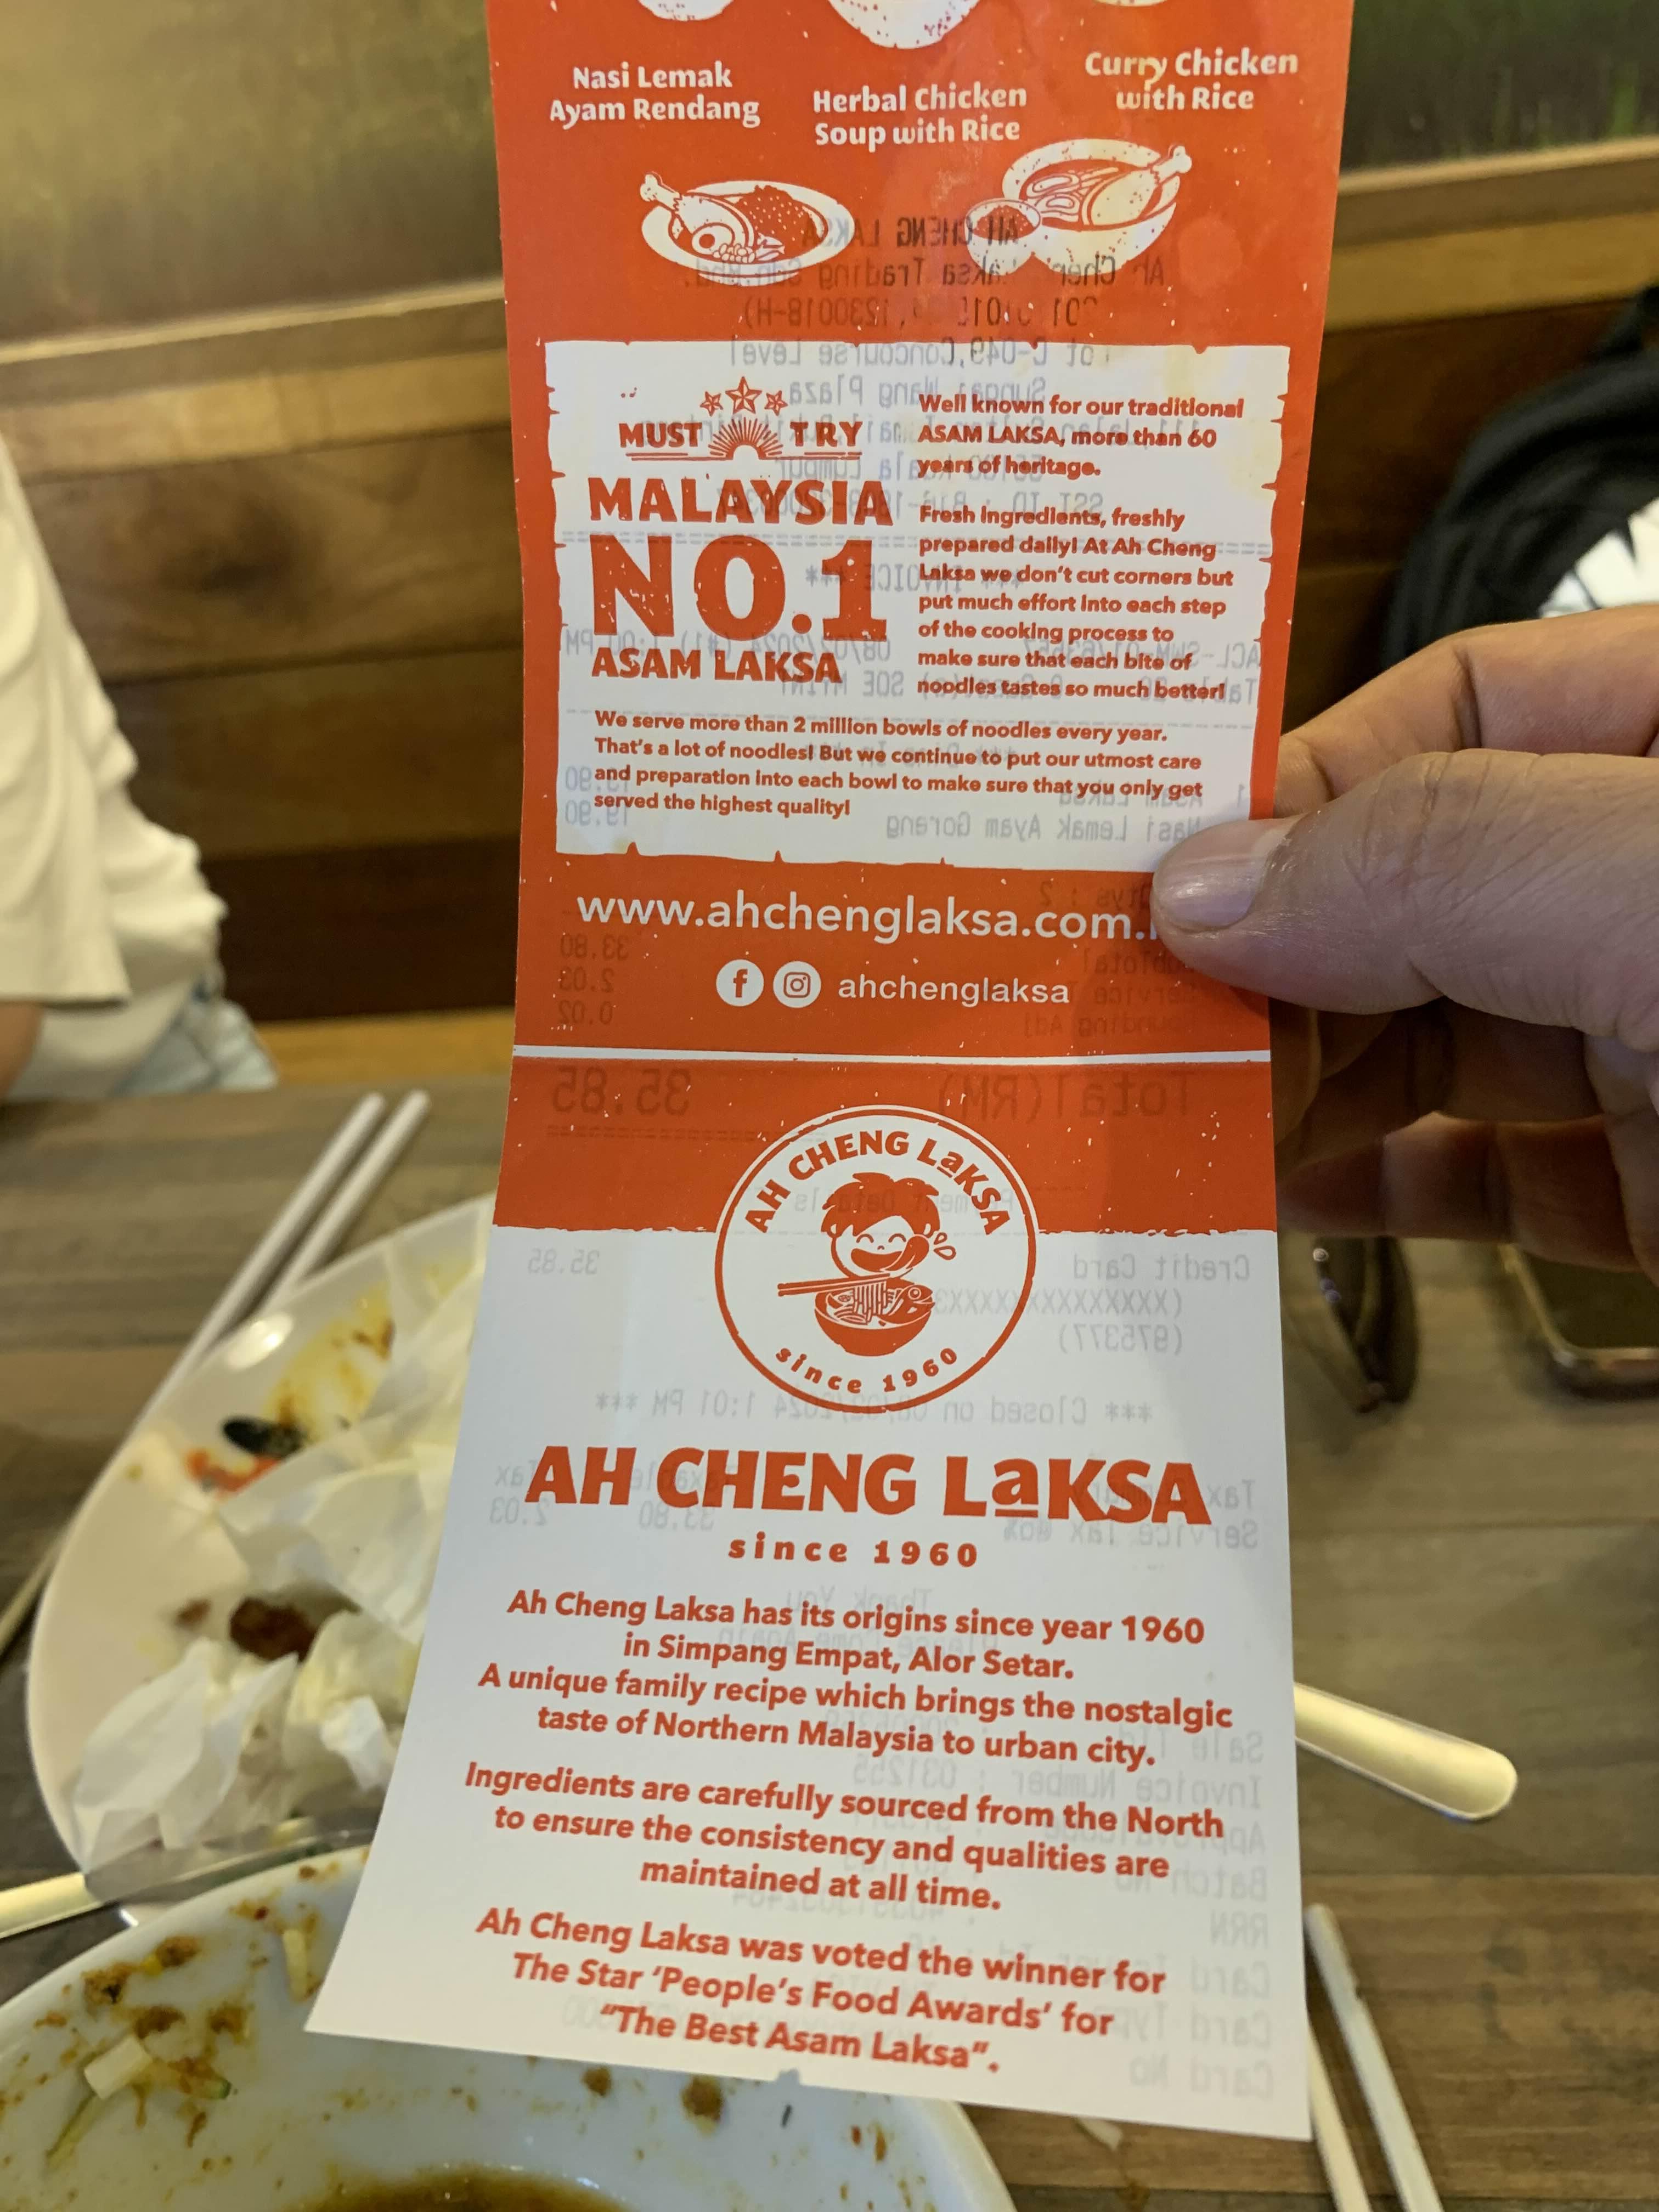 Nasi Lemak
Ayam Rendang
Herbal Chicken
Soup with Rice
Curry Chicken
with Rice
MUST TRY
MALAYSIA
NO.1
ASAM LAKSA
Well known for our traditional
ASAM LAKSA, more than 60
years of heritage.
Fresh ingredients, freshly
prepared daily! At Ah Cheng
Laksa we don't cut corners but
put much effort into each step
of the cooking process to
make sure that each bite of
noodles tastes so much better!
We serve more than 2 million bowls of noodles every year.
That's a lot of noodles! But we continue to put our utmost care
and preparation into each bowl to make sure that you only get
served the highest quality!
www.ahchenglaksa.com.
ahchenglaksa
AH CHENG LaKSA
since 1960
AH CHENG LaKSA
since 1960
Ah Cheng Laksa has its origins since year 1960
in Simpang Empat, Alor Setar.
A unique family recipe which brings the nostalgic
taste of Northern Malaysia to urban city.
Ingredients are carefully sourced from the North
to ensure the consistency and qualities are
maintained at all time.
Ah Cheng Laksa was voted the winner for
The Star 'People's Food Awards' for
"The Best Asam Laksa".